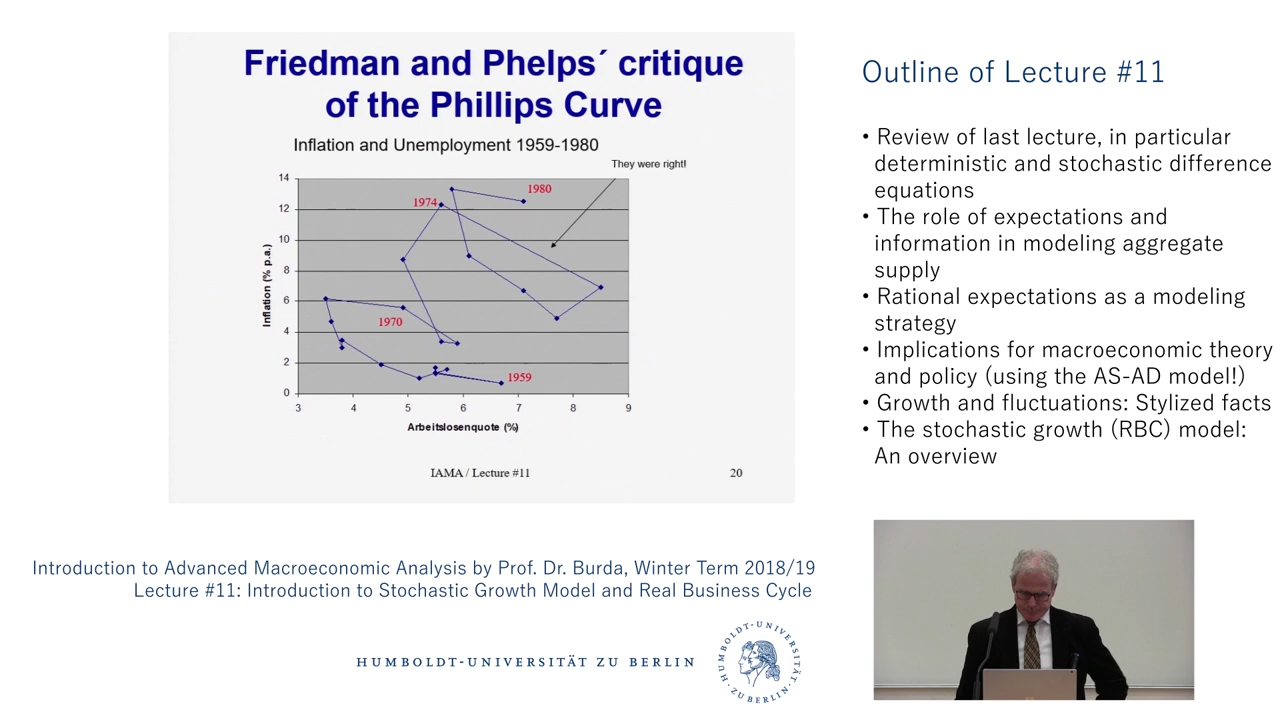 Friedman and Phelps´ critique
of the Phillips Curve
Inflation and Unemployment 1959-1980
They were right!
14
12
10
8
6
4
2
0
Inflation (% p.a.)
1980
1974
1970
1959
3 4 5 6 7 8 9
Arbeitslosenquote (%)
IAMA / Lecture #11 20
Outline of Lecture #11
• Review of last lecture, in particular
deterministic and stochastic difference
equations
• The role of expectations and
information in modeling aggregate
supply
• Rational expectations as a modeling
strategy
• Implications for macroeconomic theory
and policy (using the AS-AD model!)
• Growth and fluctuations: Stylized facts
• The stochastic growth (RBC) model:
An overview
Introduction to Advanced Macroeconomic Analysis by Prof. Dr. Burda, Winter Term 2018/19
Lecture #11: Introduction to Stochastic Growth Model and Real Business Cycle
HUMBOLDT-UNIVERSITÄT ZU BERLIN
HUMBOLDT-UNIVERSITÄT
ZU BERLIN